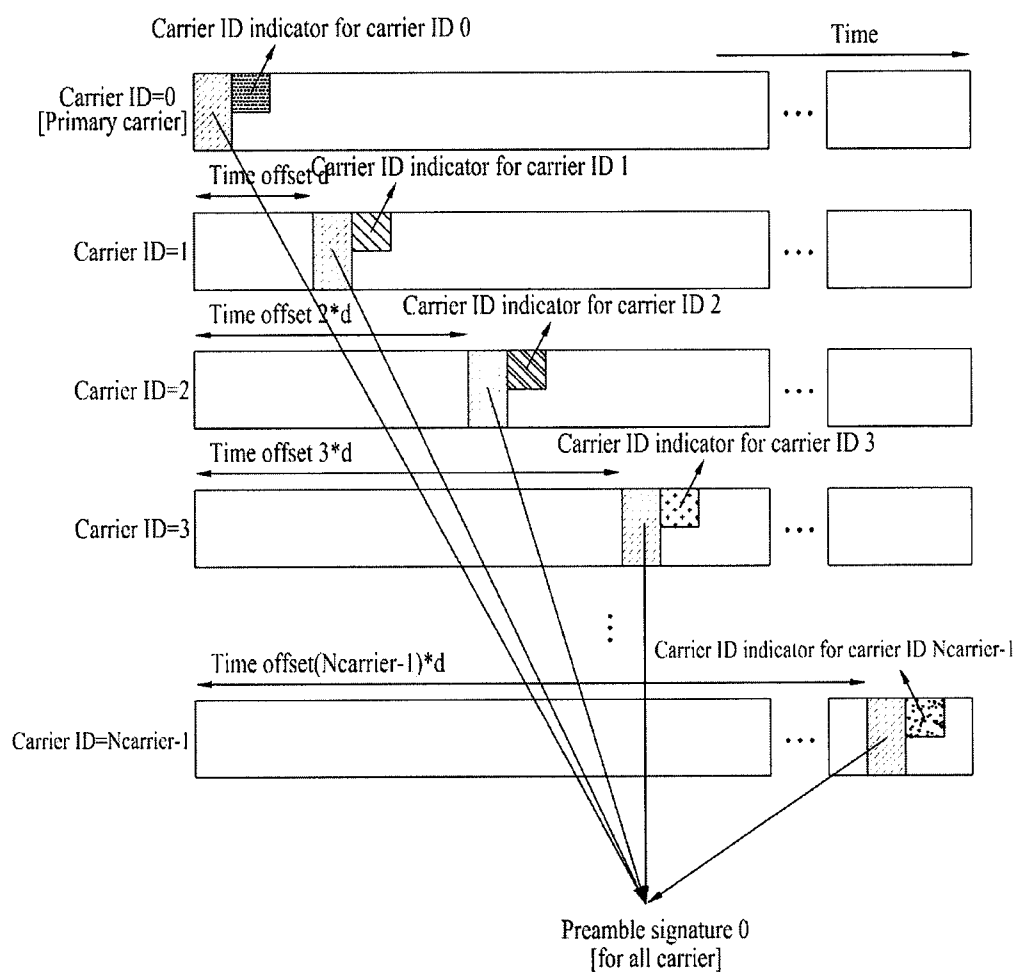 Carrier ID indicator for carrier ID 0
Time
Carrier ID=0
[Primary carrier]
Time offset d
Carrier ID indicator for carrier ID 1
Carrier ID=1
Carrier ID indicator for carrier ID 2
Time offset 2*d
Carrier ID=2
Time offset 3*d
Carrier ID indicator for carrier ID 3
Carrier ID=3
Time offset(Ncarrier-1)*d
Carrier ID indicator for carrier ID Ncarrier-1
Carrier ID=Ncarrier-1
Preamble signature 0
[for all carrier]